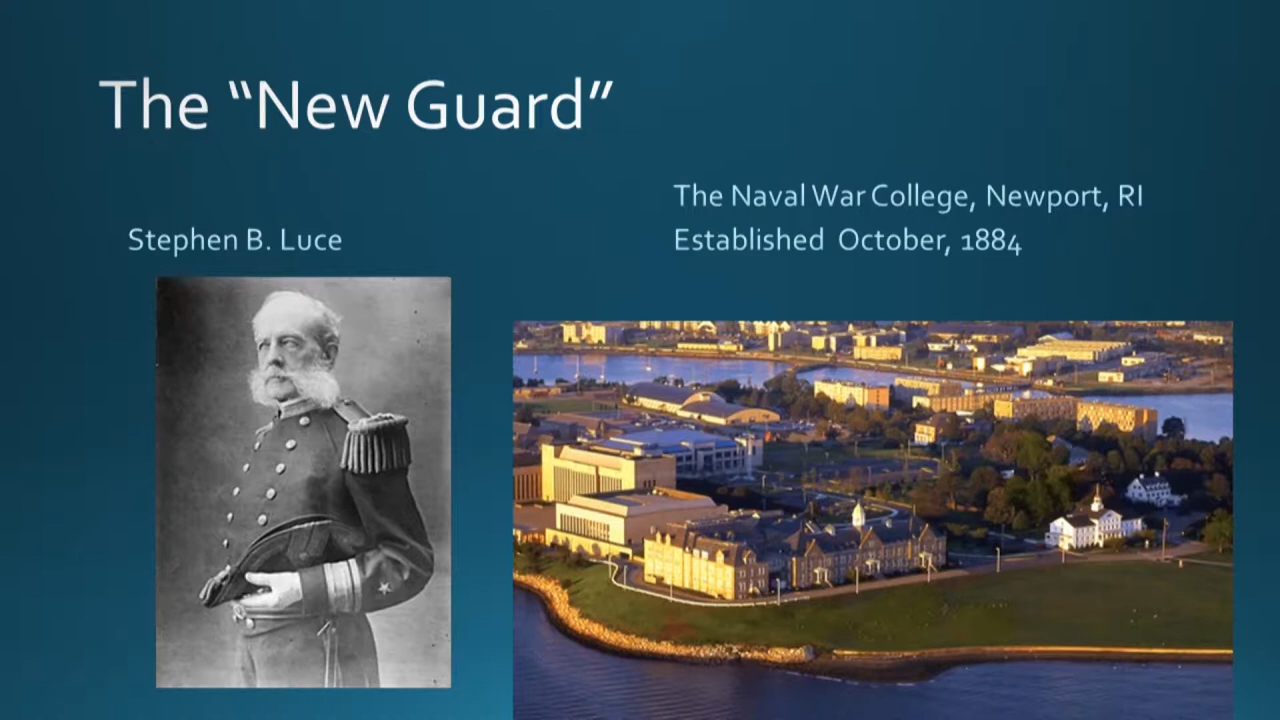 The “New Guard”
Stephen B. Luce
The Naval War College, Newport, RI
Established October, 1884